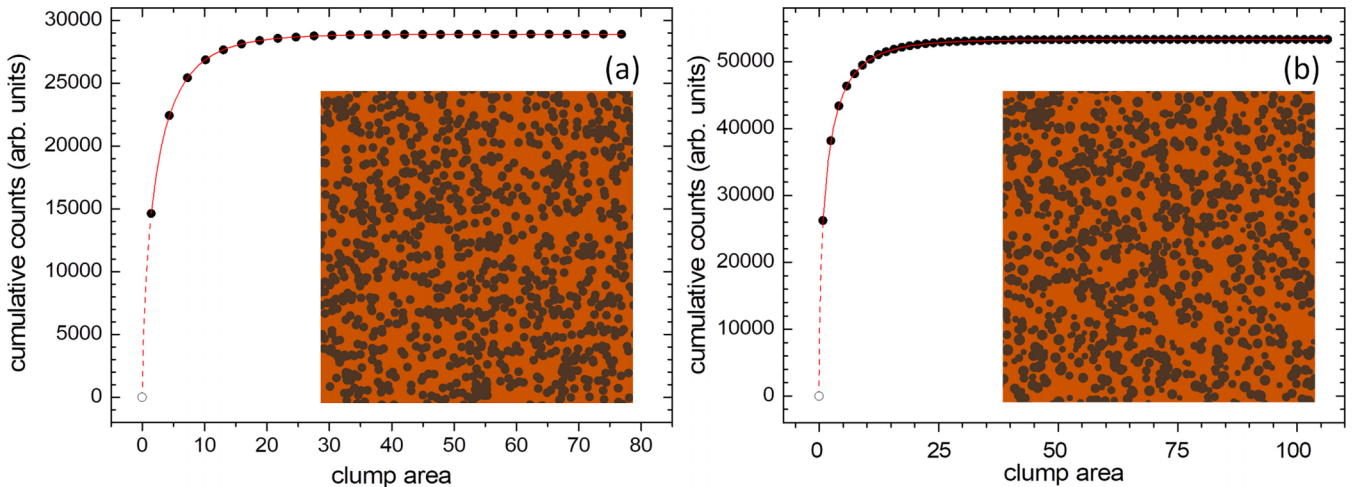 30000
25000
20000
15000
10000
5000
0
cumulative counts (arb. units)
(a)
0 10 20 30 40 50 60 70 80
clump area
50000
40000
30000
20000
10000
0
cumulative counts (arb. units)
(b)
0 25 50 75 100
clump area